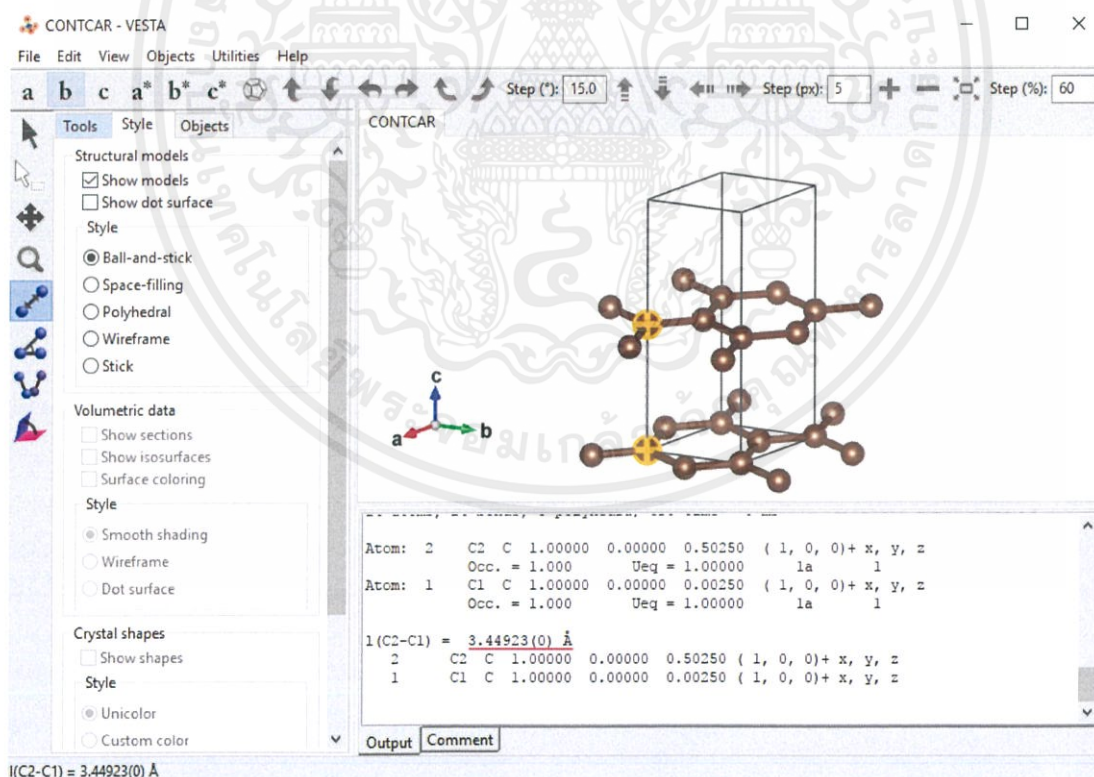 CONTCAR - VESTA
File Edit View Objects Utilities Help
a b c a* b* c* Step (°): 15.0 Step (px): 5 Step (%): 60
Tools Style Objects
CONTCAR
Structural models
Show models
Show dot surface
Style
Ball-and-stick
Space-filling
Polyhedral
Wireframe
Stick
Volumetric data
Show sections
Show isosurfaces
Surface coloring
Style
Smooth shading
Wireframe
Dot surface
Crystal shapes
Show shapes
Style
Unicolor
Custom color
c
a b
Atom: 2 C2 C 1.00000 0.00000 0.50250 ( 1, 0, 0)+ x, y, z
Occ. = 1.000 Ueq = 1.00000 1a 1
Atom: 1 C1 C 1.00000 0.00000 0.00250 ( 1, 0, 0)+ x, y, z
Occ. = 1.000 Ueq = 1.00000 1a 1
l(C2-C1) = 3.44923(0) Å
2 C2 C 1.00000 0.00000 0.50250 ( 1, 0, 0)+ x, y, z
1 C1 C 1.00000 0.00000 0.00250 ( 1, 0, 0)+ x, y, z
Output Comment
l(C2-C1) = 3.44923(0) Å